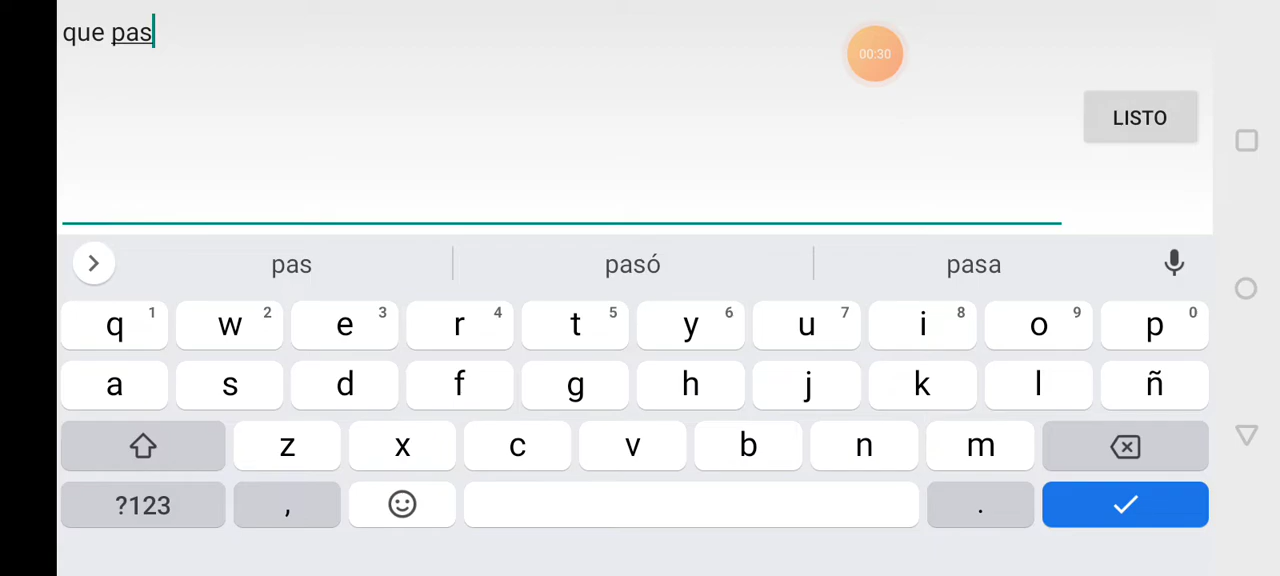 que pas
00:30
LISTO
pas pasó pasa
q 1 w 2 e 3 r 4 t 5 y 6 u 7 i 8 o 9 p 0
a s d f g h j k l ñ
z x c v b n m
?123 , .